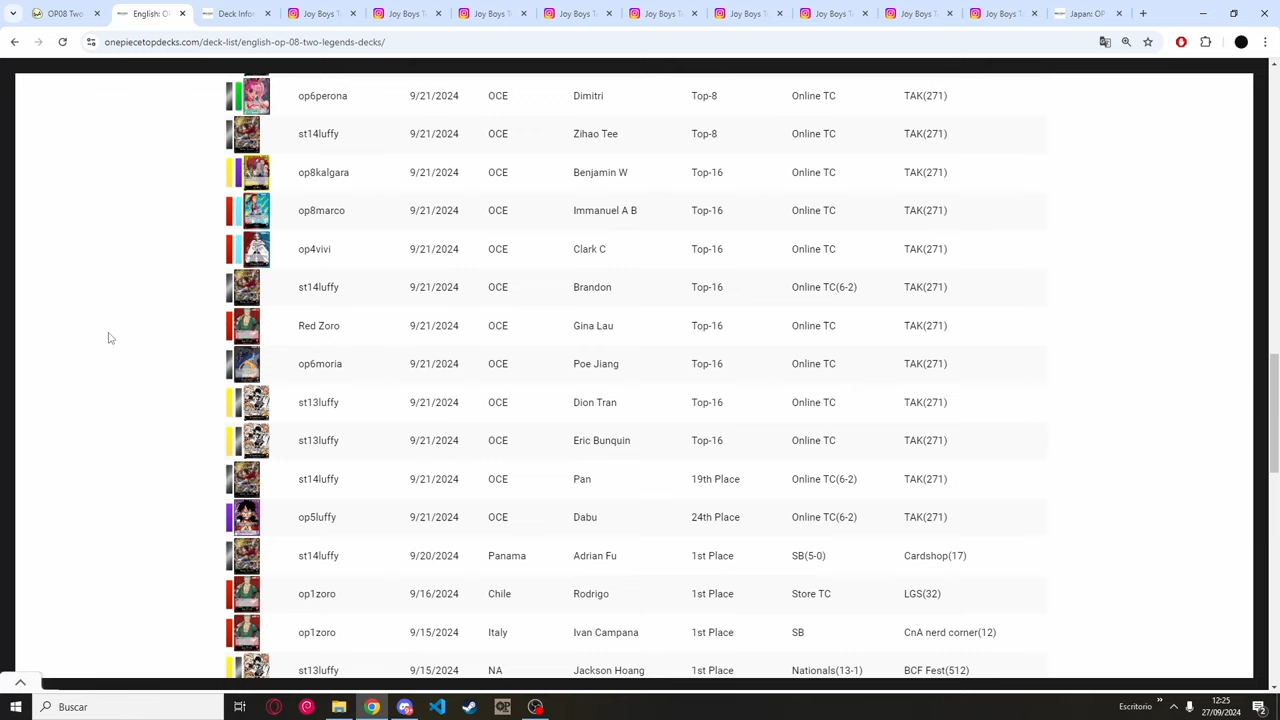 OP08 Two
English: OP
Deck Info
Joy Boys T
Joy Boys T
Joy Boys T
Joy Boys T
Joy Boys T
Joy Boys T
Joy Boys T
Joy Boys T
Joy Boys T
Japan: OP
onepiecetopdecks.com/deck-list/english-op-08-two-legends-decks/
op6perona 9/21/2024 OCE Dimitri Top-8 Online TC TAK(271)
st14luffy 9/21/2024 OCE Zihao Tee Top-8 Online TC TAK(271)
op8kalgara 9/21/2024 OCE Benjamin W Top-16 Online TC TAK(271)
op8marco 9/21/2024 OCE Immanuel A B Top-16 Online TC TAK(271)
op4vivi 9/21/2024 OCE Clark C Top-16 Online TC TAK(271)
st14luffy 9/21/2024 OCE Brandon Top-16 Online TC(6-2) TAK(271)
Red Zoro 9/21/2024 OCE Gina Lau Top-16 Online TC TAK(271)
op6moria 9/21/2024 OCE Poe Jiang Top-16 Online TC TAK(271)
st13luffy 9/21/2024 OCE Dion Tran Top-16 Online TC TAK(271)
st13luffy 9/21/2024 OCE Eric Bunquin Top-16 Online TC TAK(271)
st14luffy 9/21/2024 OCE Pan 19th Place Online TC(6-2) TAK(271)
op5luffy 9/21/2024 OCE Dabu Place Online TC(6-2) TAK(271)
st14luffy 9/20/2024 Panama Adrian Fu 1st Place SB(5-0) Cardshop(17)
op1zoro 9/16/2024 NA Rodrigo 1st Place Store TC LGS(32)
op1zoro 9/15/2024 NA Ivan Campana 1st Place SB CnA nerd corner(12)
st13luffy NA Jackson Hoang 1st Place Nationals(13-1) BCF Fest(512)
Buscar
Escritorio
12:25
27/09/2024
2